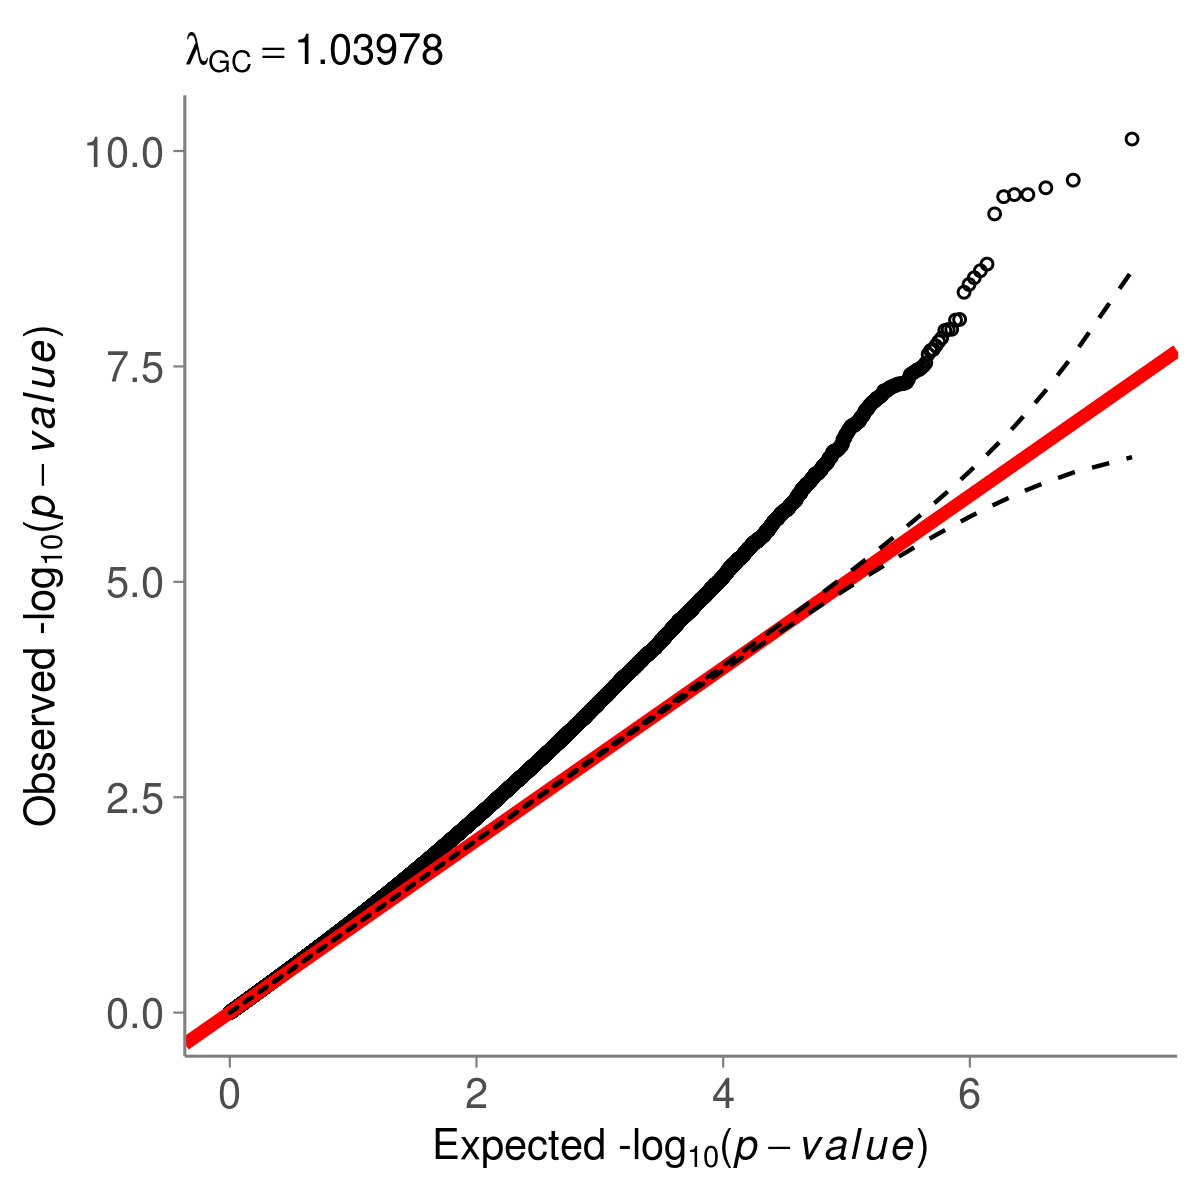 λGC = 1.03978
10.0
7.5
5.0
2.5
0.0
Observed -log10(p − value)
0 2 4 6
Expected -log10(p − value)